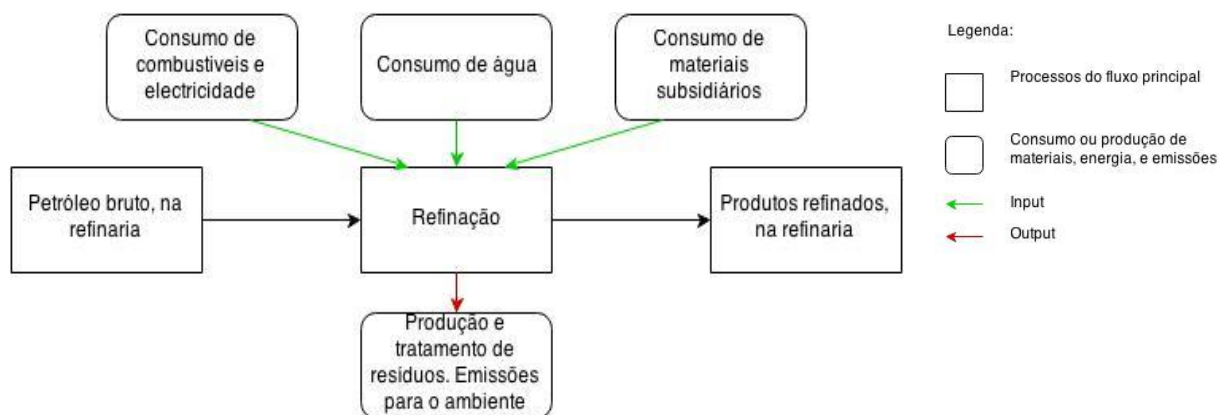 Consumo de
combustiveis e
electricidade
Consumo de água
Consumo de
materiais
subsidiários
Petróleo bruto, na
refinaria
Refinação
Produtos refinados,
na refinaria
Produção e
tratamento de
residuos. Emissões
para o ambiente
Legenda:
Processos do fluxo principal
Consumo ou produção de
materiais, energia, e emissões
Input
Output